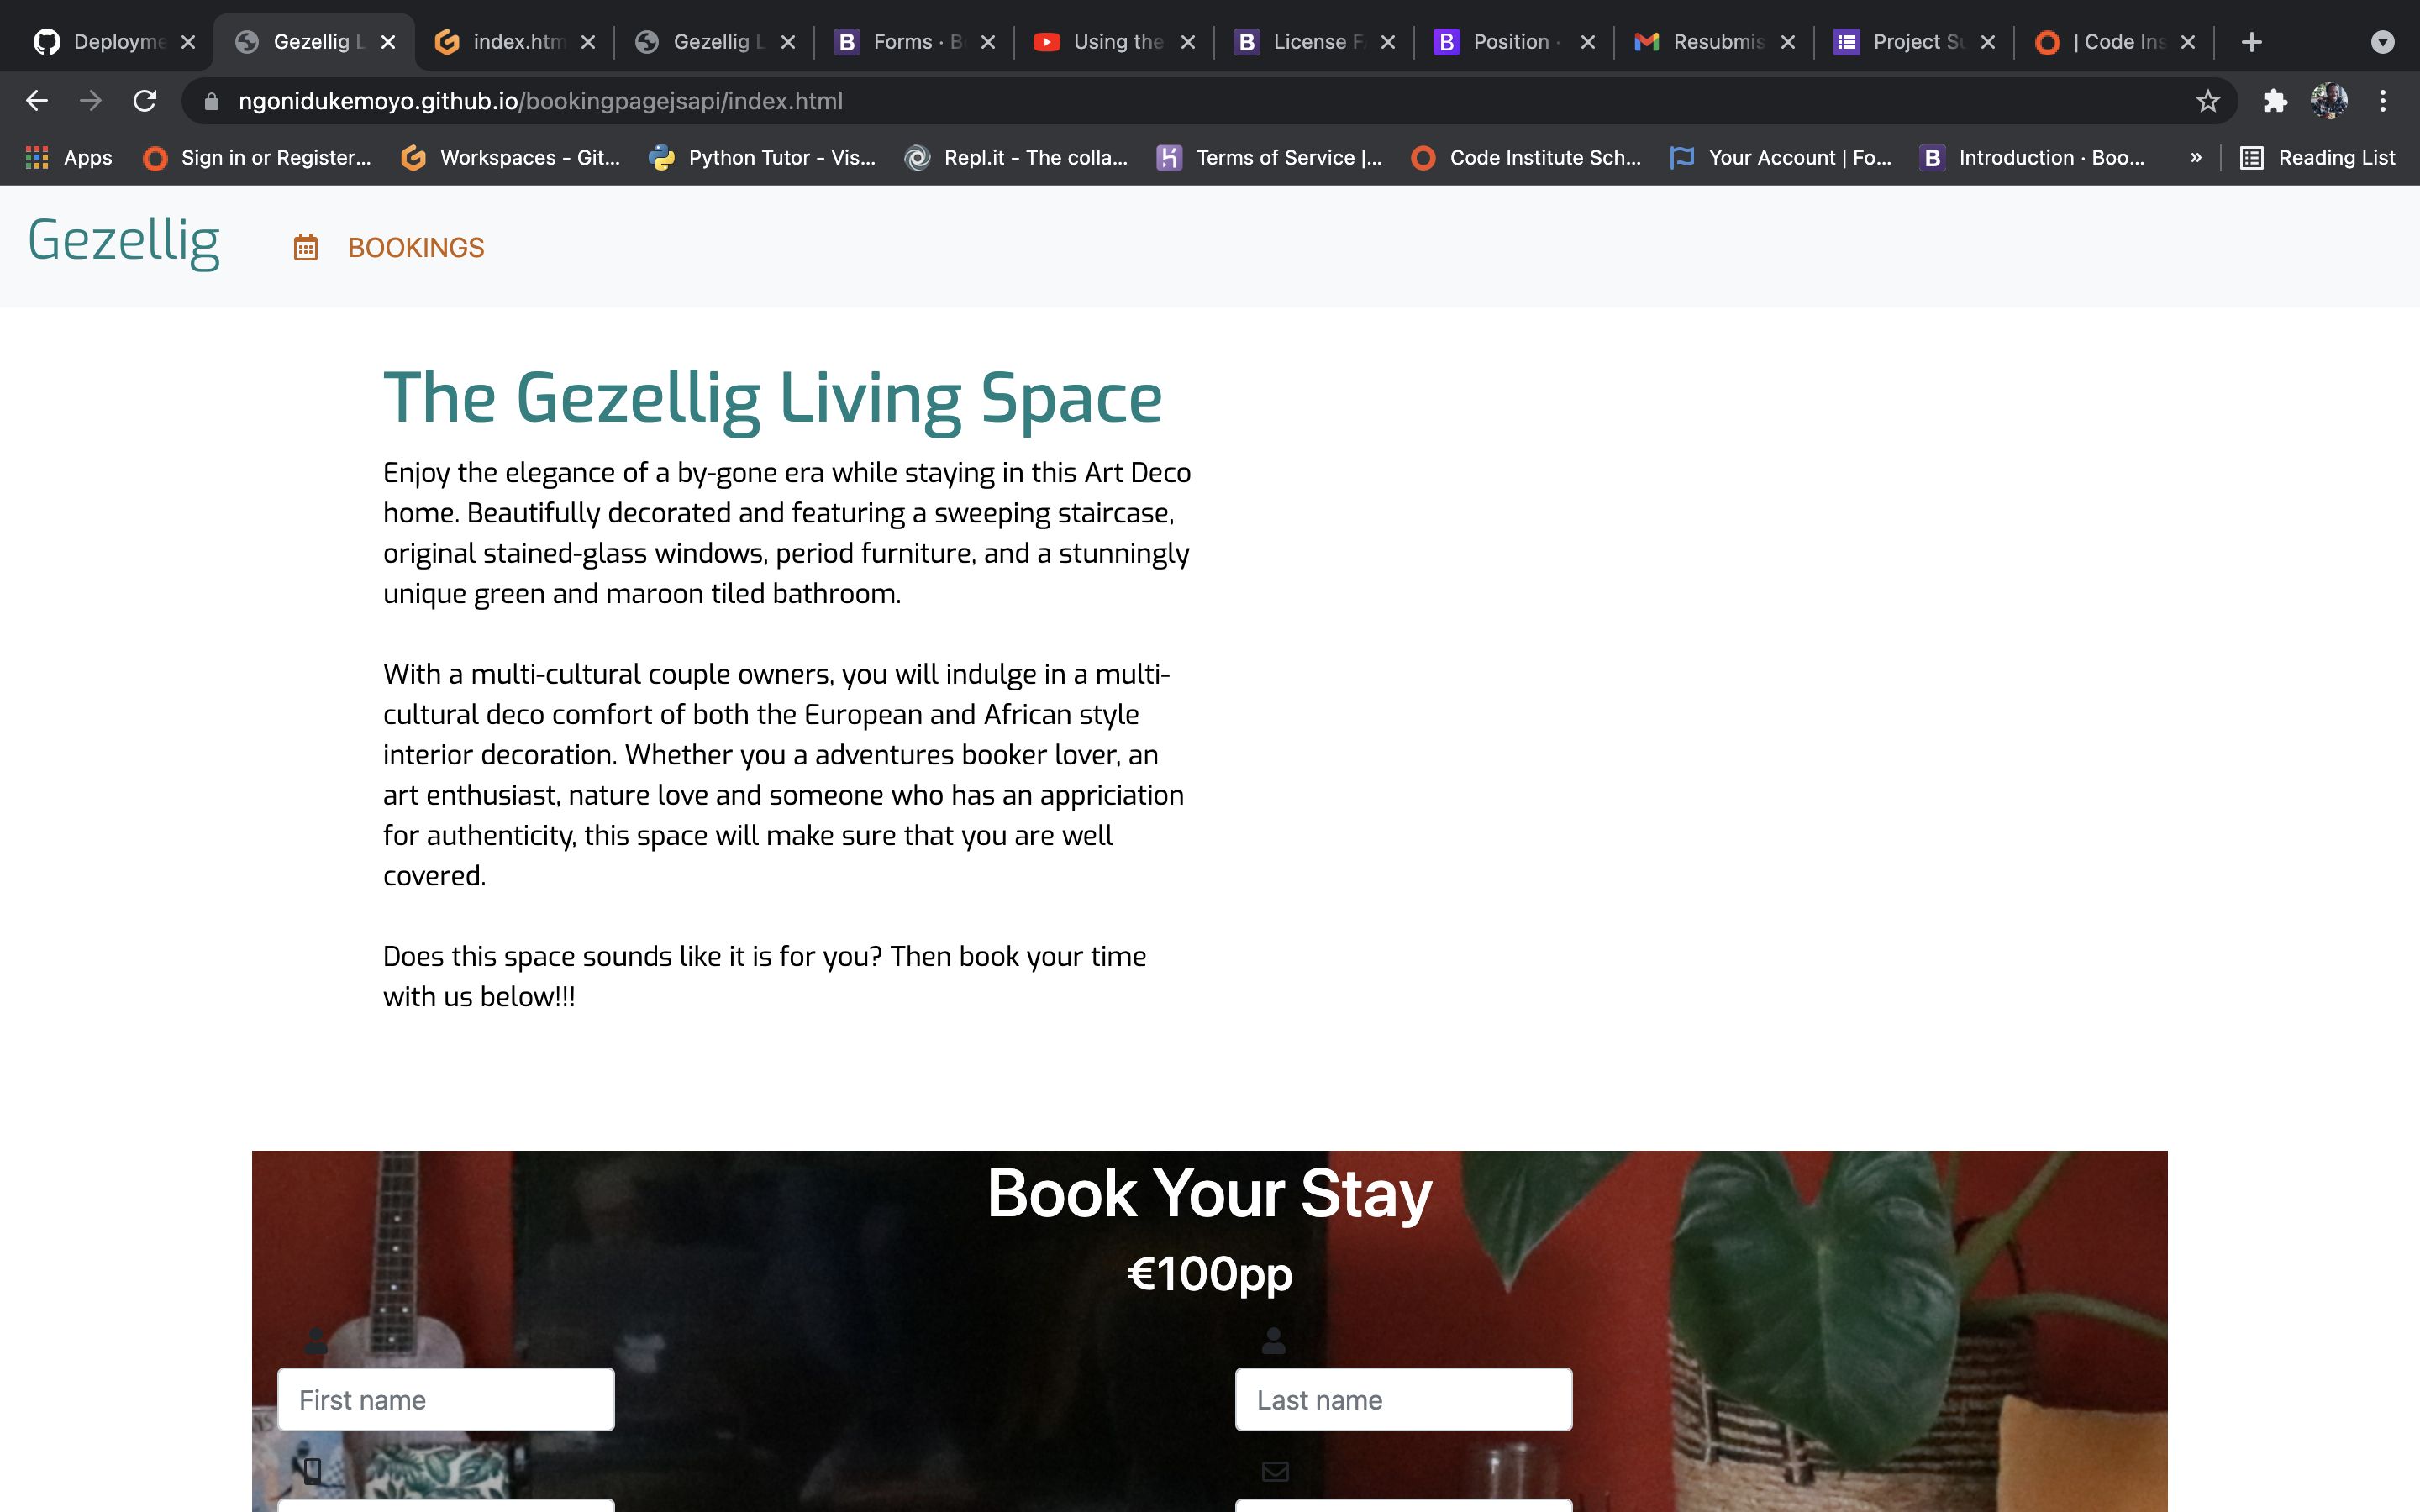 Deployme
Gezellig L
index.htm
Gezellig L
Forms · B
Using the
License F
Position ·
Resubmis
Project Su
| Code Ins
ngonidukemoyo.github.io/bookingpagejsapi/index.html
Apps
Sign in or Register...
Workspaces - Git...
Python Tutor - Vis...
Repl.it - The colla...
Terms of Service |...
Code Institute Sch...
Your Account | Fo...
Introduction · Boo...
»
Reading List
Gezellig
BOOKINGS
The Gezellig Living Space
Enjoy the elegance of a by-gone era while staying in this Art Deco
home. Beautifully decorated and featuring a sweeping staircase,
original stained-glass windows, period furniture, and a stunningly
unique green and maroon tiled bathroom.
With a multi-cultural couple owners, you will indulge in a multi-
cultural deco comfort of both the European and African style
interior decoration. Whether you a adventures booker lover, an
art enthusiast, nature love and someone who has an appriciation
for authenticity, this space will make sure that you are well
covered.
Does this space sounds like it is for you? Then book your time
with us below!!!
Book Your Stay
€100pp
First name
Last name